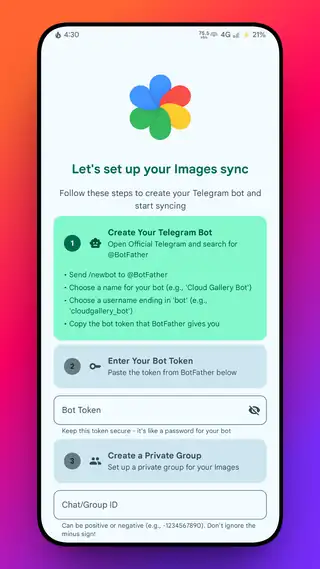 4:30
75.5 4G 21%
Let's set up your Images sync
Follow these steps to create your Telegram bot and
start syncing
1
Create Your Telegram Bot
Open Official Telegram and search for
@BotFather
• Send /newbot to @BotFather
• Choose a name for your bot (e.g., 'Cloud Gallery Bot')
• Choose a username ending in 'bot' (e.g.,
'cloudgallery_bot')
• Copy the bot token that BotFather gives you
2
Enter Your Bot Token
Paste the token from BotFather below
Bot Token
Keep this token secure - it's like a password for your bot
3
Create a Private Group
Set up a private group for your Images
Chat/Group ID
Can be positive or negative (e.g., -1234567890). Don't ignore the
minus sign!